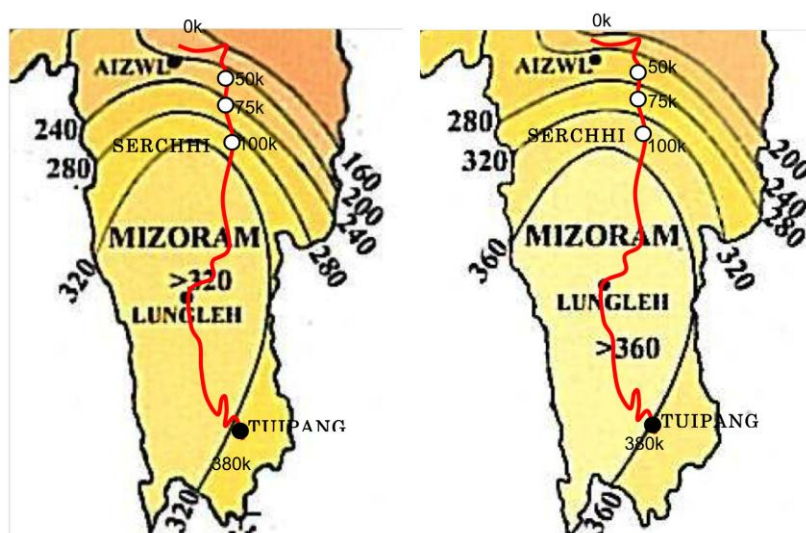 0k
AIZWL
50k
75k
240
SERCHHI
100k
280
160
200
240
280
MIZORAM
320
>320
LUNGLEH
TUIPANG
380k
320
0k
AIZWL
50k
75k
280
SERCHHI
100k
320
200
240
280
320
MIZORAM
360
LUNGLEH
>360
TUIPANG
380k
360